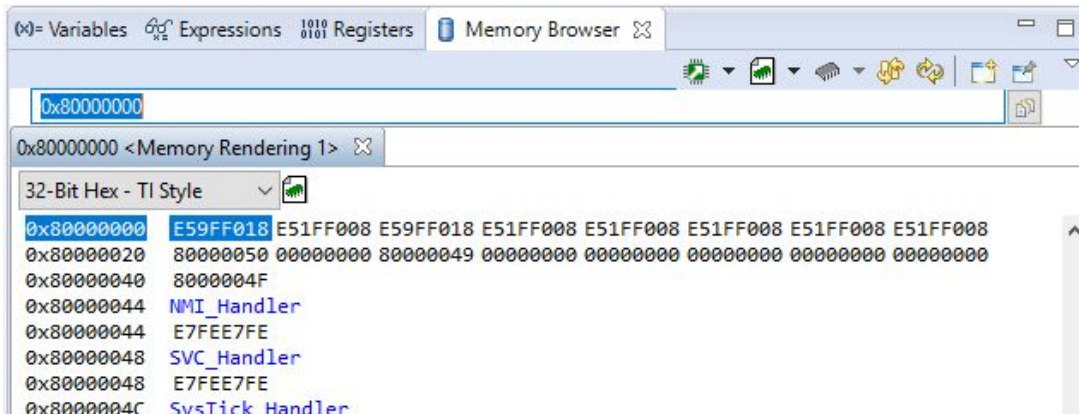 (x)= Variables Expressions Registers Memory Browser
0x80000000
0x80000000 <Memory Rendering 1>
32-Bit Hex - TI Style
0x80000000 E59FF018 E51FF008 E59FF018 E51FF008 E51FF008 E51FF008 E51FF008 E51FF008
0x80000020 80000050 00000000 80000049 00000000 00000000 00000000 00000000 00000000
0x80000040 8000004F
0x80000044 NMI_Handler
0x80000044 E7FEE7FE
0x80000048 SVC_Handler
0x80000048 E7FEE7FE
0x8000004C SysTick_Handler